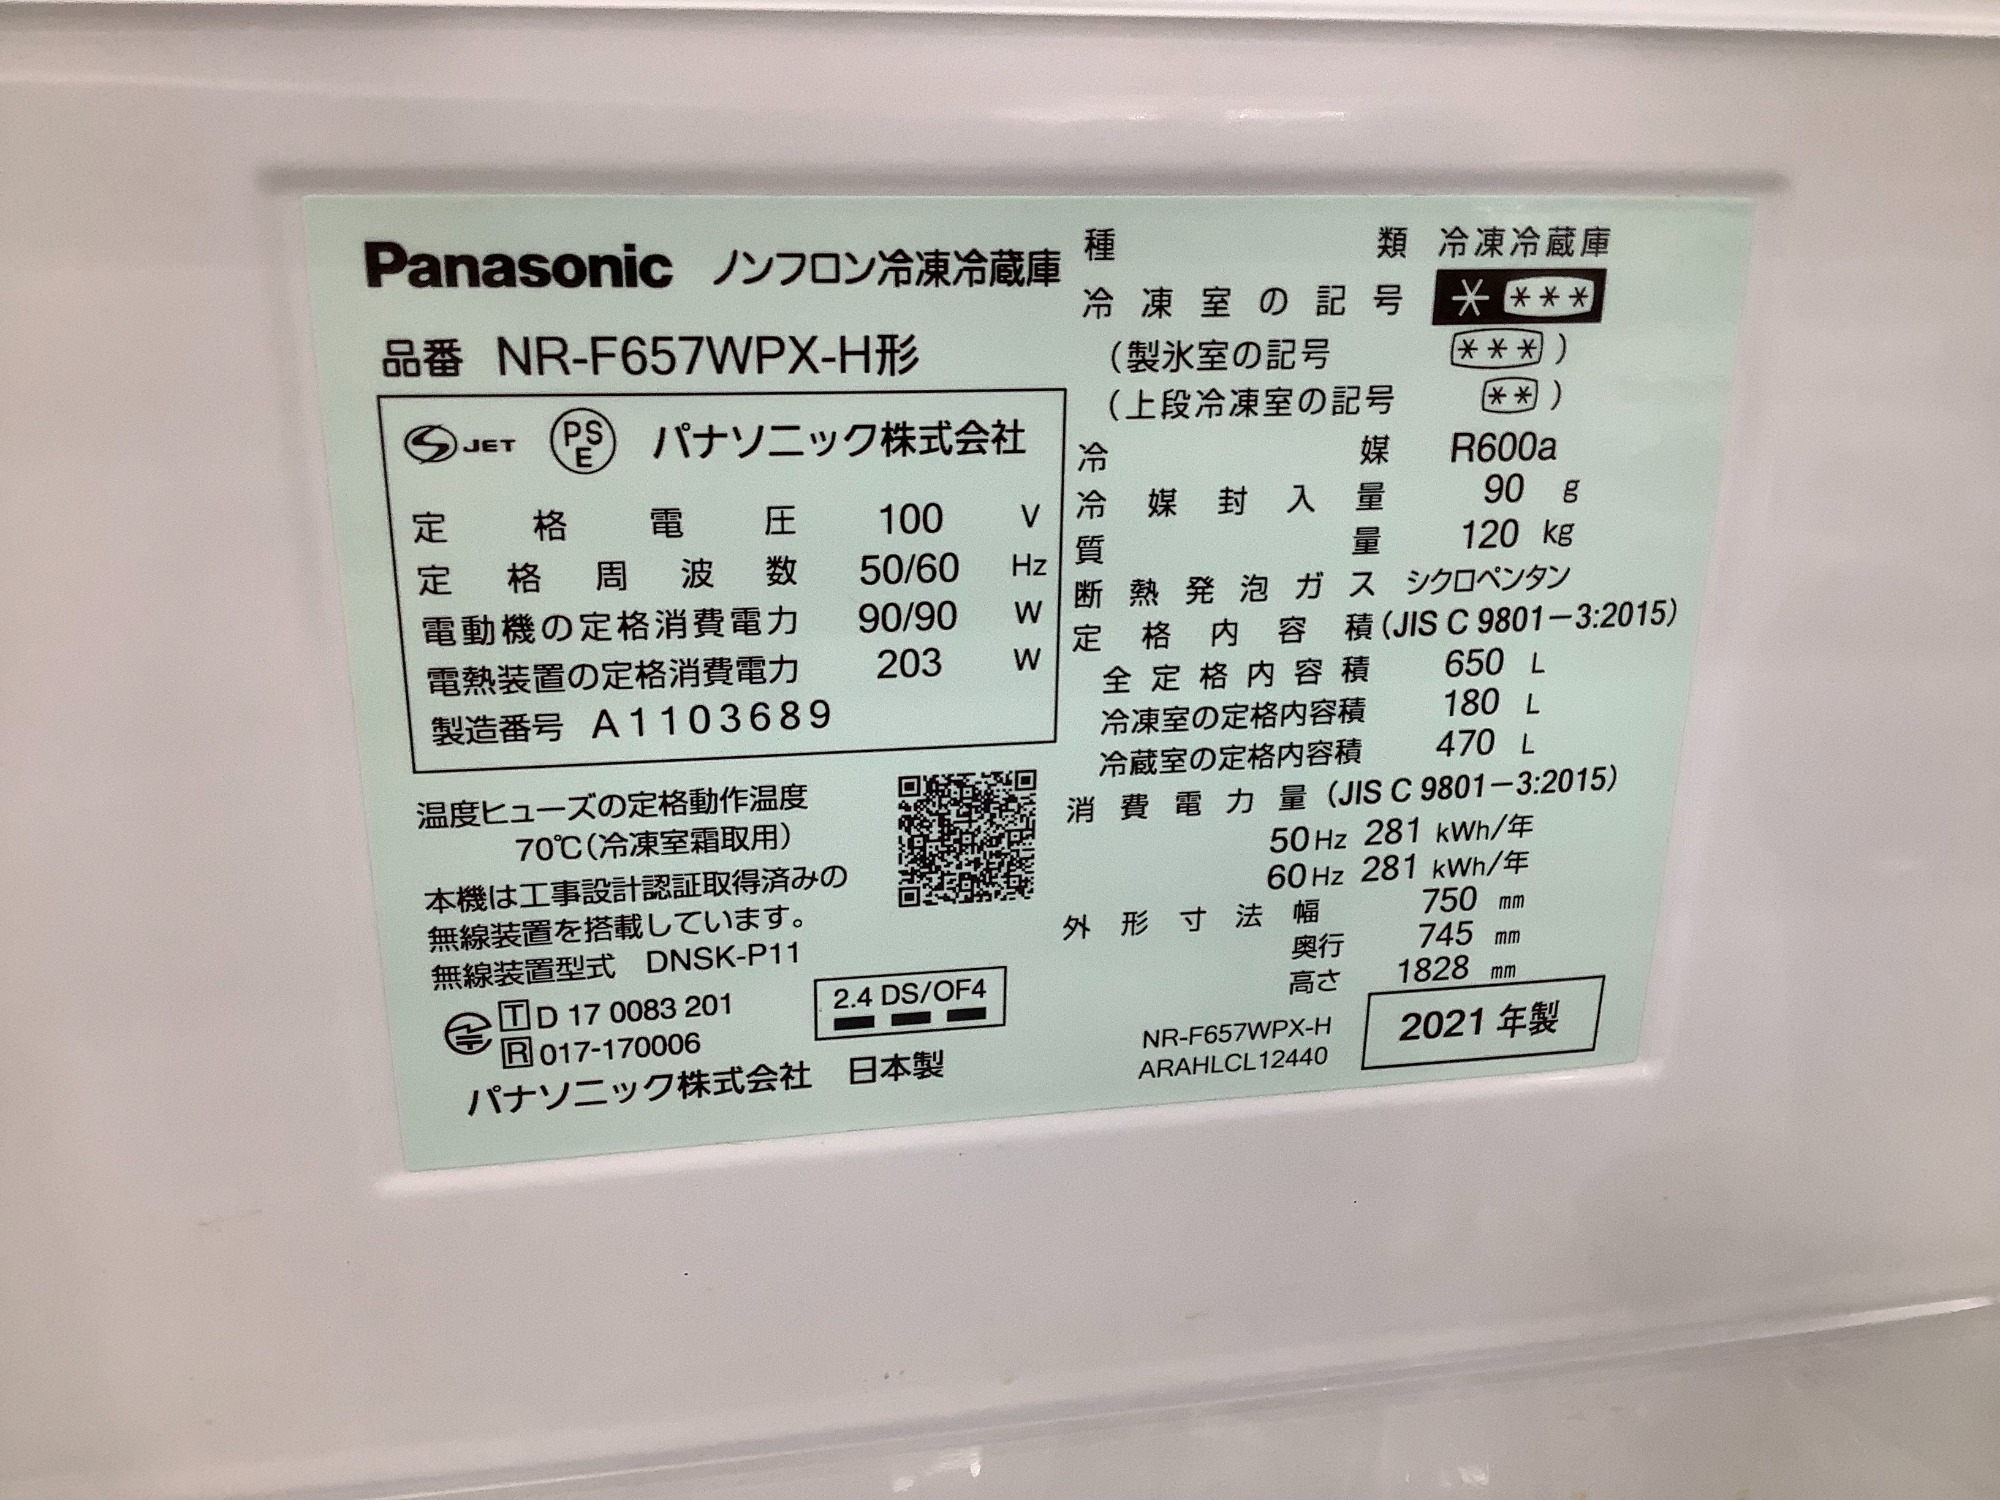 Panasonic ノンフロン冷凍冷蔵庫
品番 NR-F657WPX-H形
JET PSE パナソニック株式会社
定格電圧 100 V
定格周波数 50/60 Hz
電動機の定格消費電力 90/90 W
電熱装置の定格消費電力 203 W
製造番号 A1103689
温度ヒューズの定格動作温度
70℃(冷凍室霜取用)
本機は工事設計認証取得済みの
無線装置を搭載しています。
無線装置型式 DNSK-P11
T D 17 0083 201
R 017-170006
2.4 DS/OF4
パナソニック株式会社 日本製
種類 冷凍冷蔵庫
冷凍室の記号 * ***
(製氷室の記号 ***)
(上段冷凍室の記号 **)
冷媒 R600a
冷媒封入量 90 g
質量 120 kg
断熱発泡ガス シクロペンタン
定格内容積 (JIS C 9801-3:2015)
全定格内容積 650 L
冷凍室の定格内容積 180 L
冷蔵室の定格内容積 470 L
消費電力量 (JIS C 9801-3:2015)
50Hz 281 kWh/年
60Hz 281 kWh/年
外形寸法 幅 750 mm
奥行 745 mm
高さ 1828 mm
NR-F657WPX-H
ARAHLCL12440
2021年製